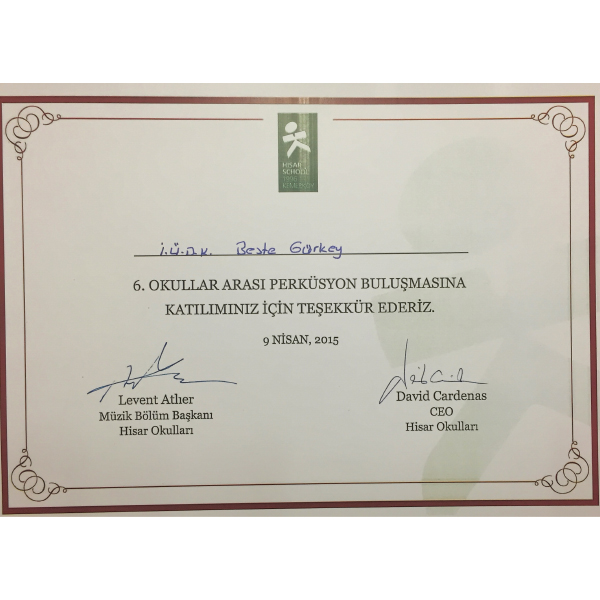 HISAR
SCHOOL
İ.Ü.D.K. Beste Gürkey
6. OKULLAR ARASI PERKÜSYON BULUŞMASINA
KATILIMINIZ İÇİN TEŞEKKÜR EDERİZ.
9 NİSAN, 2015
Levent Ather
Müzik Bölüm Başkanı
Hisar Okulları
David Cardenas
CEO
Hisar Okulları